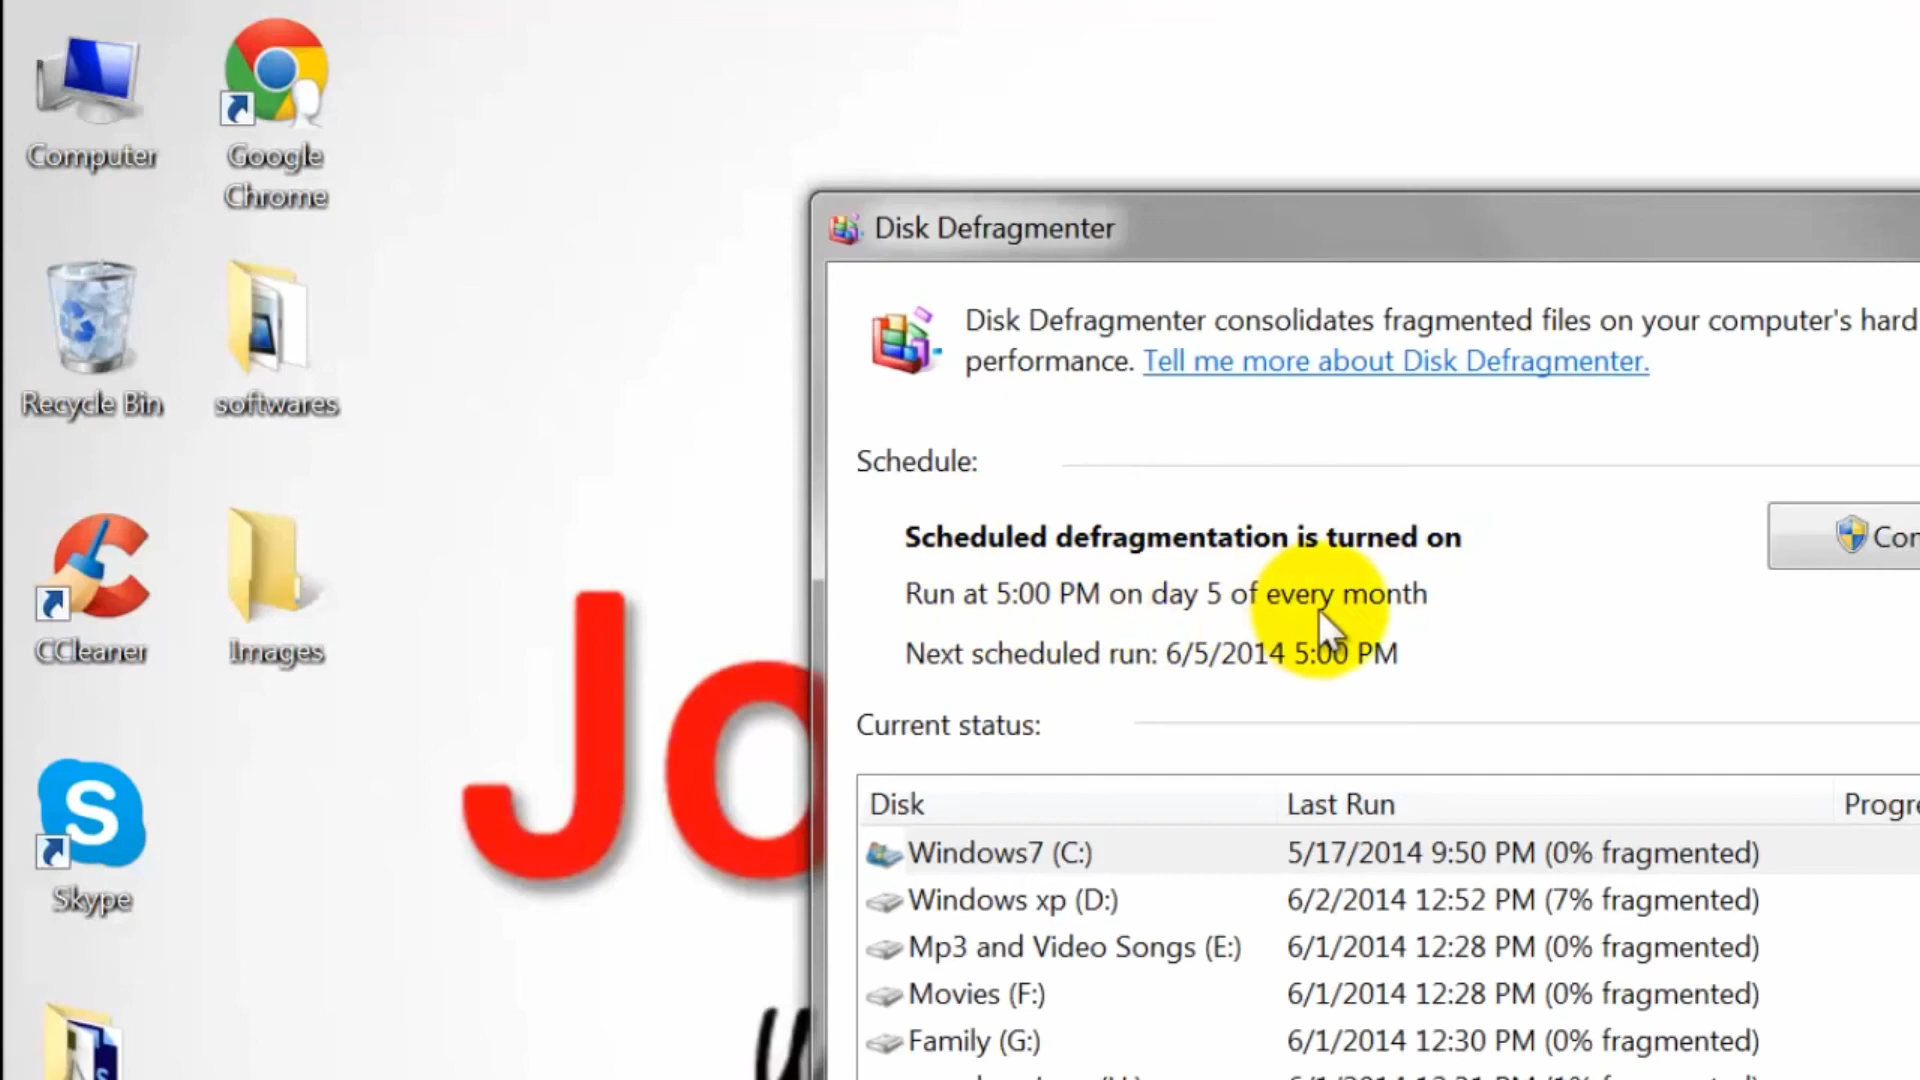 Computer
Google
Chrome
Recycle Bin
softwares
CCleaner
Images
Skype
Jo
Disk Defragmenter
Disk Defragmenter consolidates fragmented files on your computer's hard
performance. Tell me more about Disk Defragmenter.
Schedule:
Scheduled defragmentation is turned on
Con
Run at 5:00 PM on day 5 of every month
Next scheduled run: 6/5/2014 5:00 PM
Current status:
Disk Last Run Progre
Windows7 (C:) 5/17/2014 9:50 PM (0% fragmented)
Windows xp (D:) 6/2/2014 12:52 PM (7% fragmented)
Mp3 and Video Songs (E:) 6/1/2014 12:28 PM (0% fragmented)
Movies (F:) 6/1/2014 12:28 PM (0% fragmented)
Family (G:) 6/1/2014 12:30 PM (0% fragmented)